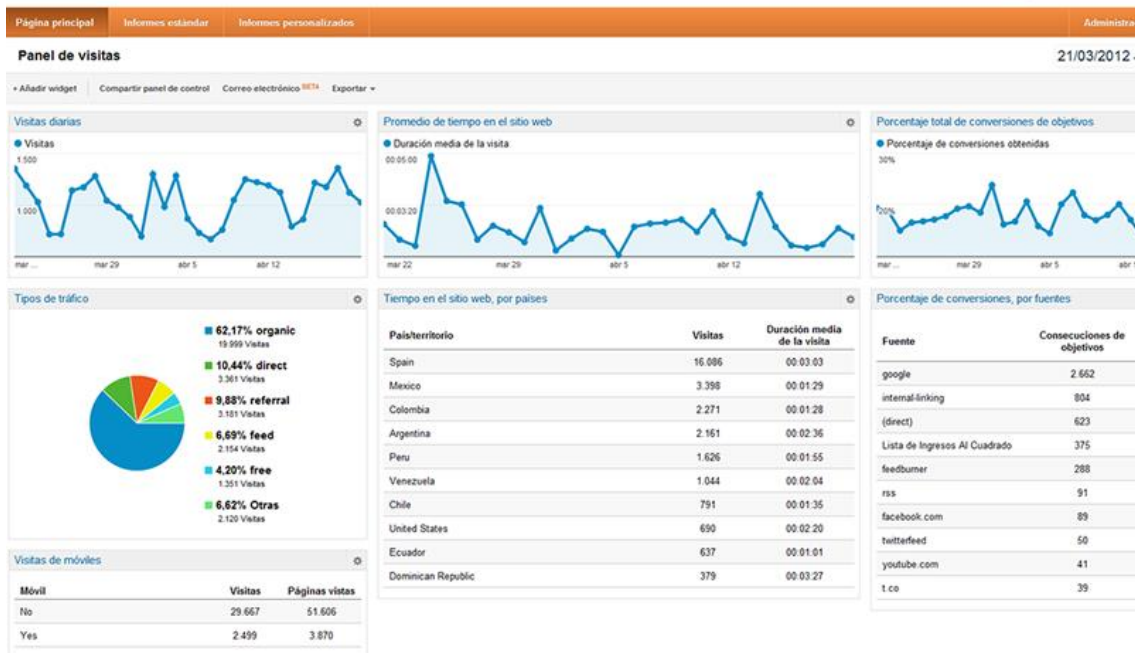 Página principal Informes estándar Informes personalizados
Panel de visitas 21/03/2012
+ Añadir widget Compartir panel de control Correo electrónico BETA Exportar
Visitas diarias
Visitas
1.500
1.000
mar ... mar 29 abr 5 abr 12
Promedio de tiempo en el sitio web
Duración media de la visita
00:05:00
00:03:20
mar 22 mar 29 abr 5 abr 12
Porcentaje total de conversiones de objetivos
Porcentaje de conversiones obtenidas
30%
20%
mar ... mar 29 abr 5 abr
Tipos de tráfico
62,17% organic
19.999 Visitas
10,44% direct
3.361 Visitas
9,88% referral
3.181 Visitas
6,69% feed
2.154 Visitas
4,20% free
1.351 Visitas
6,62% Otras
2.120 Visitas
Tiempo en el sitio web, por países
País/territorio Visitas Duración media
de la visita
Spain 16.086 00:03:03
Mexico 3.398 00:01:29
Colombia 2.271 00:01:28
Argentina 2.161 00:02:36
Peru 1.626 00:01:55
Venezuela 1.044 00:02:04
Chile 791 00:01:35
United States 690 00:02:20
Ecuador 637 00:01:01
Dominican Republic 379 00:03:27
Porcentaje de conversiones, por fuentes
Fuente Consecuciones de
objetivos
google 2.662
internal-linking 804
(direct) 623
Lista de Ingresos Al Cuadrado 375
feedburner 288
rss 91
facebook.com 89
twitterfeed 50
youtube.com 41
t.co 39
Visitas de móviles
Móvil Visitas Páginas vistas
No 29.667 51.606
Yes 2.499 3.870